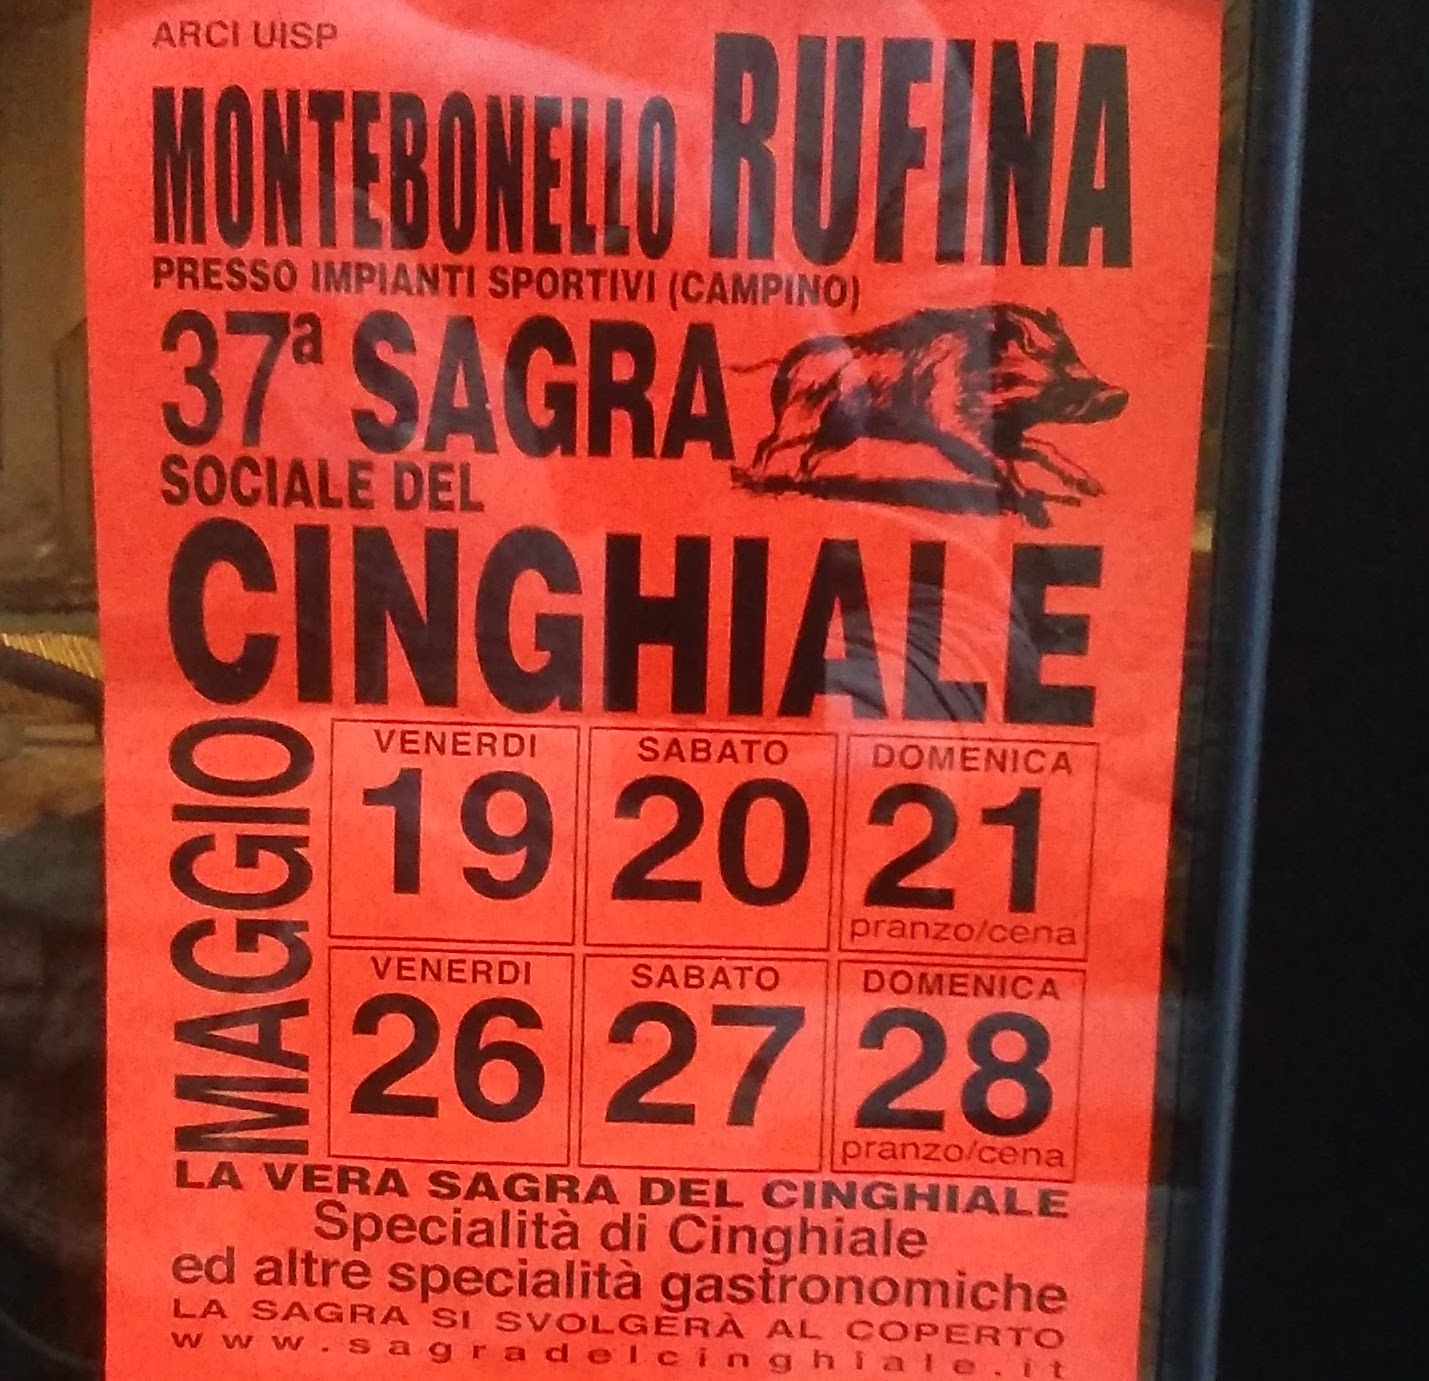 ARCI UISP
MONTEBONELLO RUFINA
PRESSO IMPIANTI SPORTIVI (CAMPINO)
37ª SAGRA
SOCIALE DEL
CINGHIALE
MAGGIO
VENERDI SABATO DOMENICA
19 20 21
pranzo/cena
VENERDI SABATO DOMENICA
26 27 28
pranzo/cena
LA VERA SAGRA DEL CINGHIALE
Specialità di Cinghiale
ed altre specialità gastronomiche
LA SAGRA SI SVOLGERÀ AL COPERTO
www.sagradelcinghiale.it